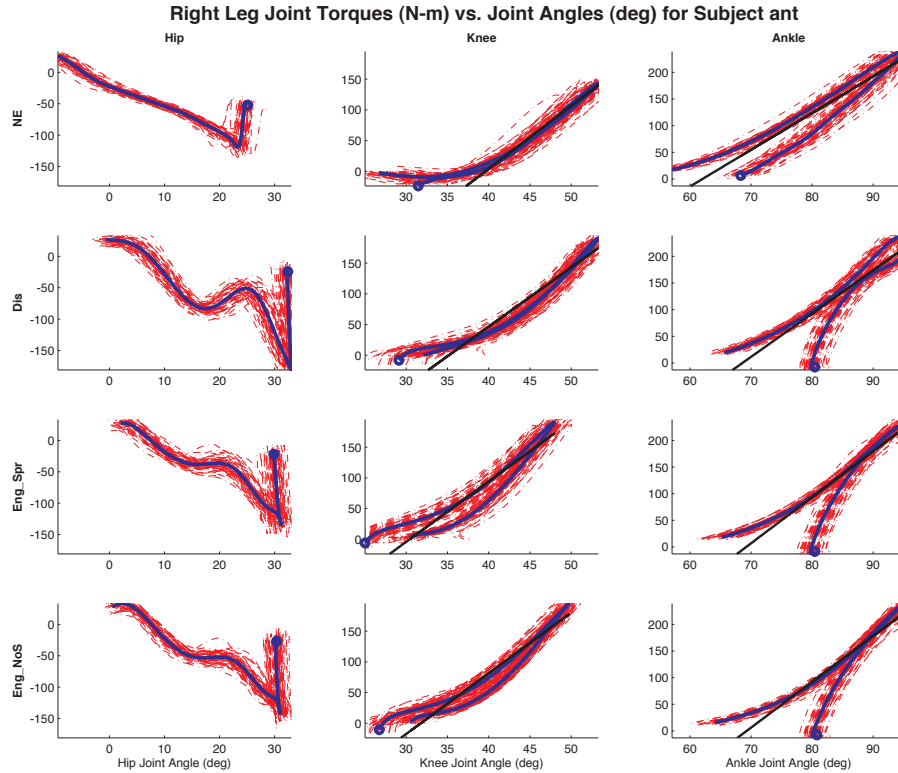 Right Leg Joint Torques (N-m) vs. Joint Angles (deg) for Subject ant
Hip
Knee
Ankle
NE
0
-50
-100
-150
0 10 20 30
150
100
50
0
35 40 45 50
200
150
100
50
0
60 70 80 90
Dis
0
-50
-100
-150
0 10 20 30
150
100
50
0
30 35 40 45 50
200
150
100
50
0
60 70 80 90
Eng_Spr
0
-50
-100
-150
0 10 20 30
150
100
50
0
30 35 40 45 50
200
150
100
50
0
60 70 80 90
Eng_NoS
0
-50
-100
-150
0 10 20 30
Hip Joint Angle (deg)
150
100
50
0
30 35 40 45 50
Knee Joint Angle (deg)
200
150
100
50
0
60 70 80 90
Ankle Joint Angle (deg)